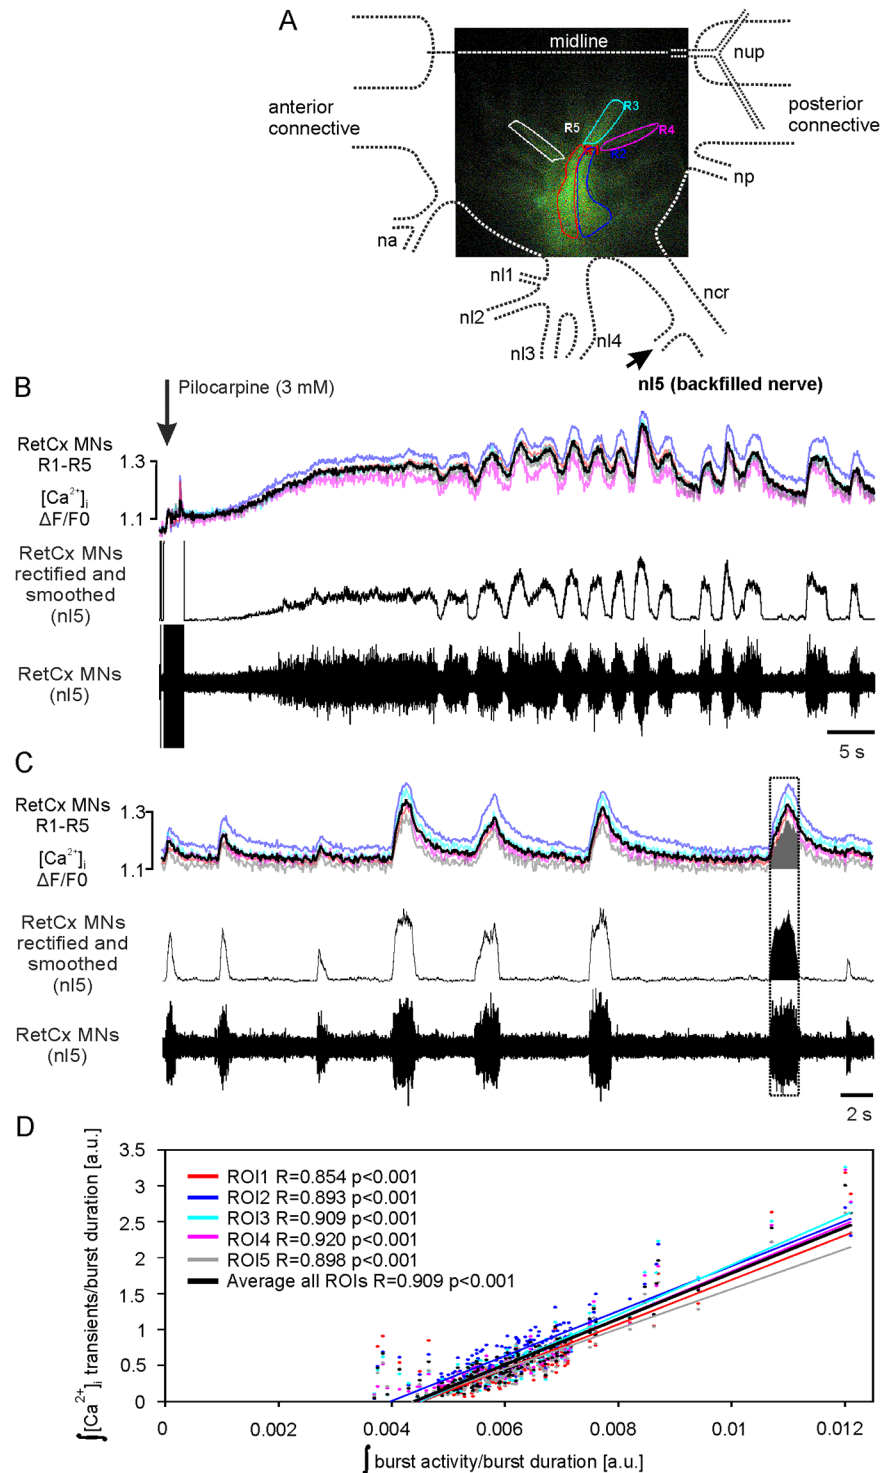 A
midline
nup
anterior
connective
posterior
connective
R3
R5
R4
R1
R2
np
na
nl1
nl2
nl3
nl4
ncr
nl5 (backfilled nerve)
B
Pilocarpine (3 mM)
RetCx MNs
R1-R5
[Ca2+]i
ΔF/F0
1.3
1.1
RetCx MNs
rectified and
smoothed
(nl5)
RetCx MNs
(nl5)
5 s
C
RetCx MNs
R1-R5
[Ca2+]i
ΔF/F0
1.3
1.1
RetCx MNs
rectified and
smoothed
(nl5)
RetCx MNs
(nl5)
2 s
D
∫[Ca2+]i transients/burst duration [a.u.]
3.5
3
2.5
2
1.5
1
0.5
0
ROI1 R=0.854 p<0.001
ROI2 R=0.893 p<0.001
ROI3 R=0.909 p<0.001
ROI4 R=0.920 p<0.001
ROI5 R=0.898 p<0.001
Average all ROIs R=0.909 p<0.001
0 0.002 0.004 0.006 0.008 0.01 0.012
∫ burst activity/burst duration [a.u.]